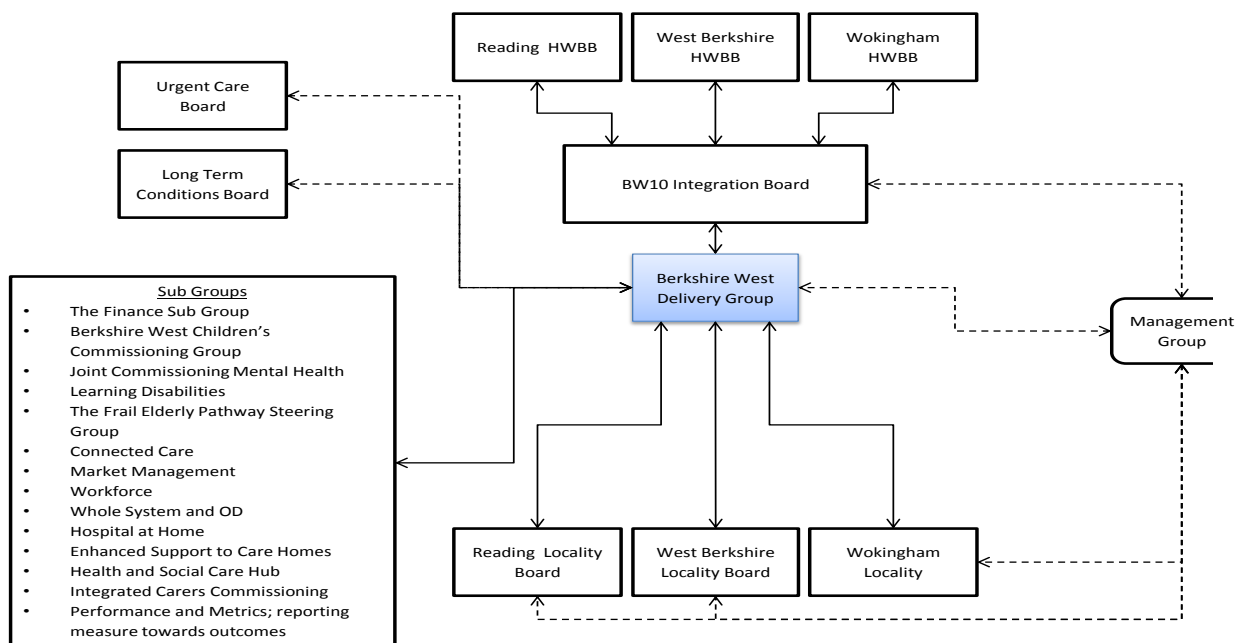 Reading HWBB
West Berkshire
HWBB
Wokingham
HWBB
Urgent Care
Board
Long Term
Conditions Board
BW10 Integration Board
Berkshire West
Delivery Group
Management
Group
Sub Groups
• The Finance Sub Group
• Berkshire West Children’s
Commissioning Group
• Joint Commissioning Mental Health
• Learning Disabilities
• The Frail Elderly Pathway Steering
Group
• Connected Care
• Market Management
• Workforce
• Whole System and OD
• Hospital at Home
• Enhanced Support to Care Homes
• Health and Social Care Hub
• Integrated Carers Commissioning
• Performance and Metrics; reporting
measure towards outcomes
Reading Locality
Board
West Berkshire
Locality Board
Wokingham
Locality